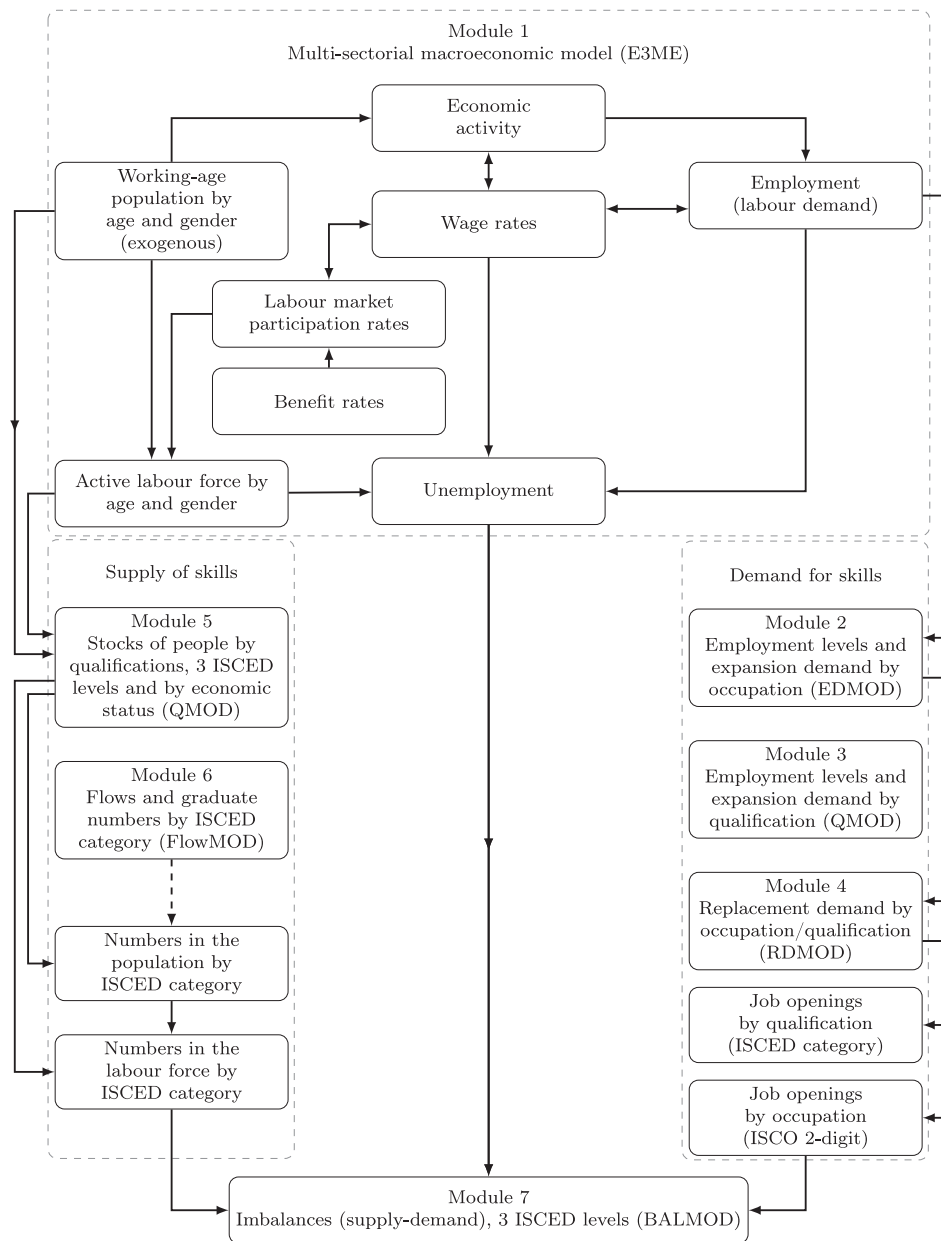 Module 1
Multi-sectorial macroeconomic model (E3ME)
Economic
activity
Working-age
population by
age and gender
(exogenous)
Employment
(labour demand)
Wage rates
Labour market
participation rates
Benefit rates
Active labour force by
age and gender
Unemployment
Supply of skills
Module 5
Stocks of people by
qualifications, 3 ISCED
levels and by economic
status (QMOD)
Module 6
Flows and graduate
numbers by ISCED
category (FlowMOD)
Numbers in the
population by
ISCED category
Numbers in the
labour force by
ISCED category
Demand for skills
Module 2
Employment levels and
expansion demand by
occupation (EDMOD)
Module 3
Employment levels and
expansion demand by
qualification (QMOD)
Module 4
Replacement demand by
occupation/qualification
(RDMOD)
Job openings
by qualification
(ISCED category)
Job openings
by occupation
(ISCO 2-digit)
Module 7
Imbalances (supply-demand), 3 ISCED levels (BALMOD)